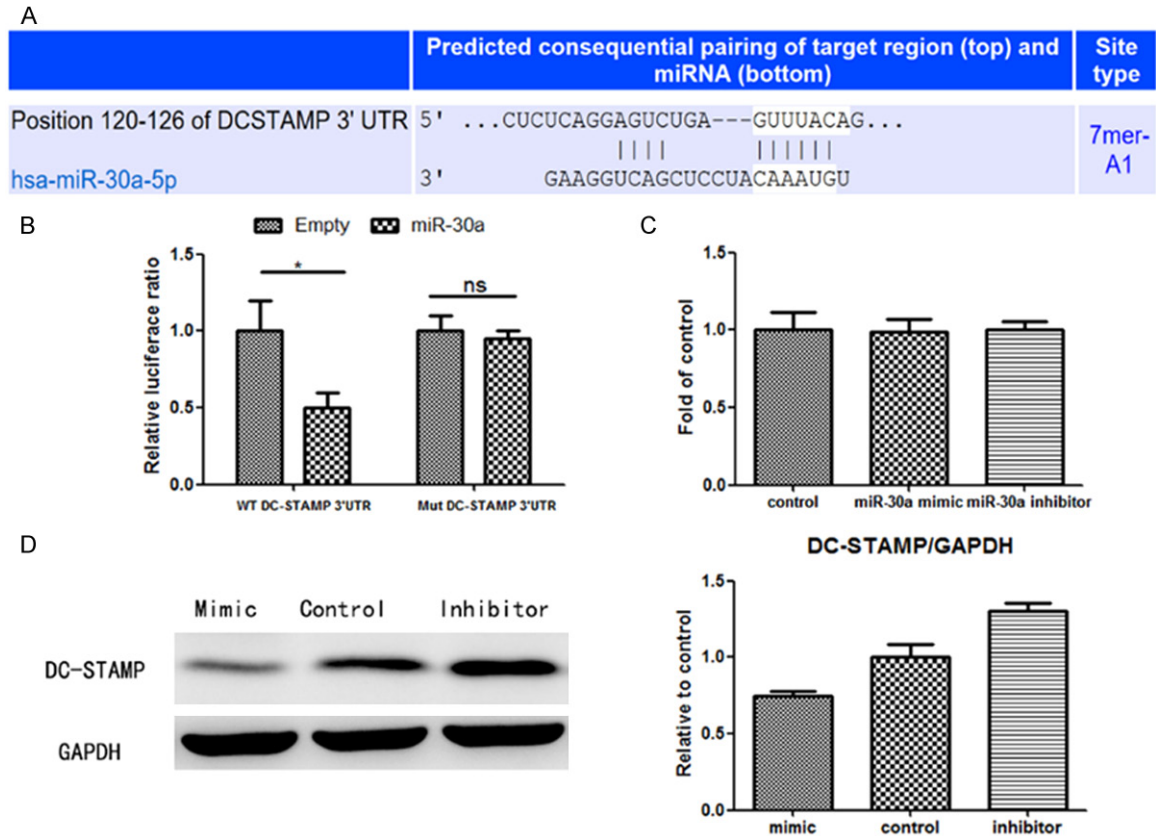 A
Predicted consequential pairing of target region (top) and
miRNA (bottom)
Site
type
Position 120-126 of DCSTAMP 3' UTR
5' ...CUCUCAGGAGUCUGA---GUUUACAG...
hsa-miR-30a-5p
3' GAAGGUCAGCUCCUACAAAUGU
7mer-
A1
B
Empty
miR-30a
Relative luciferace ratio
1.5
1.0
0.5
0.0
*
ns
WT DC-STAMP 3'UTR
Mut DC-STAMP 3'UTR
C
Fold of control
1.5
1.0
0.5
0.0
control
miR-30a mimic
miR-30a inhibitor
D
Mimic
Control
Inhibitor
DC-STAMP
GAPDH
DC-STAMP/GAPDH
Relative to control
1.5
1.0
0.5
0.0
mimic
control
inhibitor